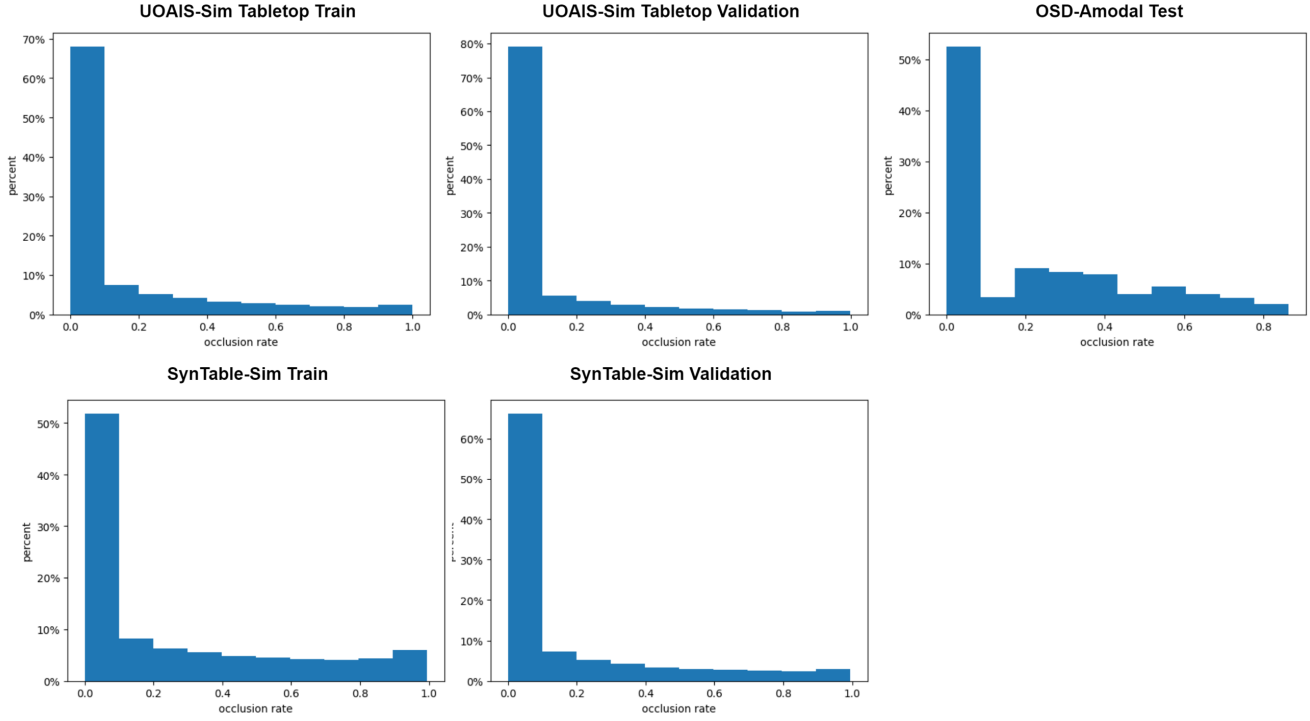 UOAIS-Sim Tabletop Train
70%
60%
50%
40%
30%
20%
10%
0%
percent
0.0 0.2 0.4 0.6 0.8 1.0
occlusion rate
UOAIS-Sim Tabletop Validation
80%
70%
60%
50%
40%
30%
20%
10%
0%
percent
0.0 0.2 0.4 0.6 0.8 1.0
occlusion rate
OSD-Amodal Test
50%
40%
30%
20%
10%
0%
percent
0.0 0.2 0.4 0.6 0.8
occlusion rate
SynTable-Sim Train
50%
40%
30%
20%
10%
0%
percent
0.0 0.2 0.4 0.6 0.8 1.0
occlusion rate
SynTable-Sim Validation
60%
50%
40%
30%
20%
10%
0%
0.0 0.2 0.4 0.6 0.8 1.0
occlusion rate